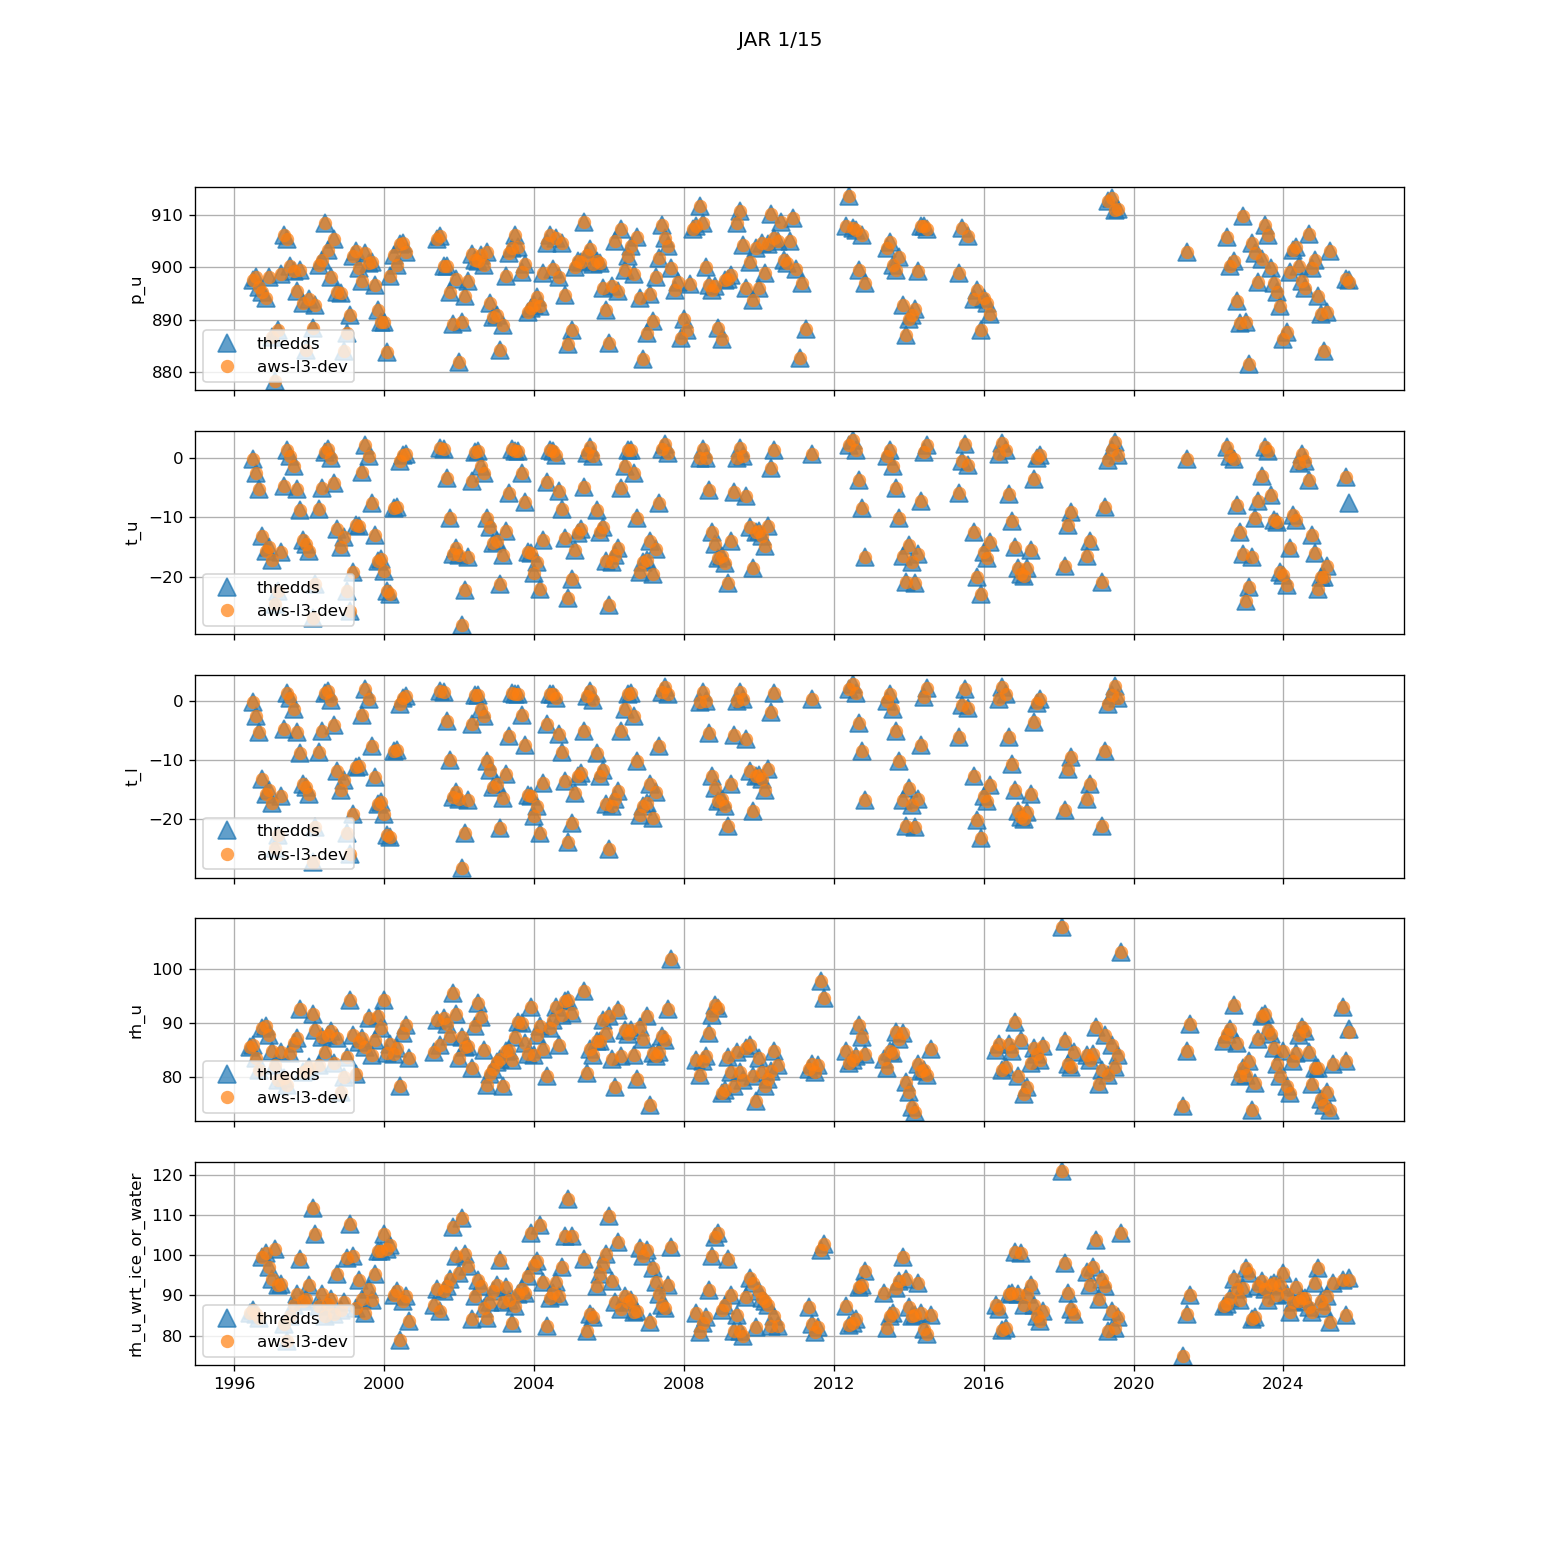 JAR 1/15
910
900
890
880
p_u
thredds
aws-l3-dev
0
−10
−20
t_u
thredds
aws-l3-dev
0
−10
−20
t_l
thredds
aws-l3-dev
100
90
80
rh_u
thredds
aws-l3-dev
120
110
100
90
80
rh_u_wrt_ice_or_water
thredds
aws-l3-dev
1996 2000 2004 2008 2012 2016 2020 2024